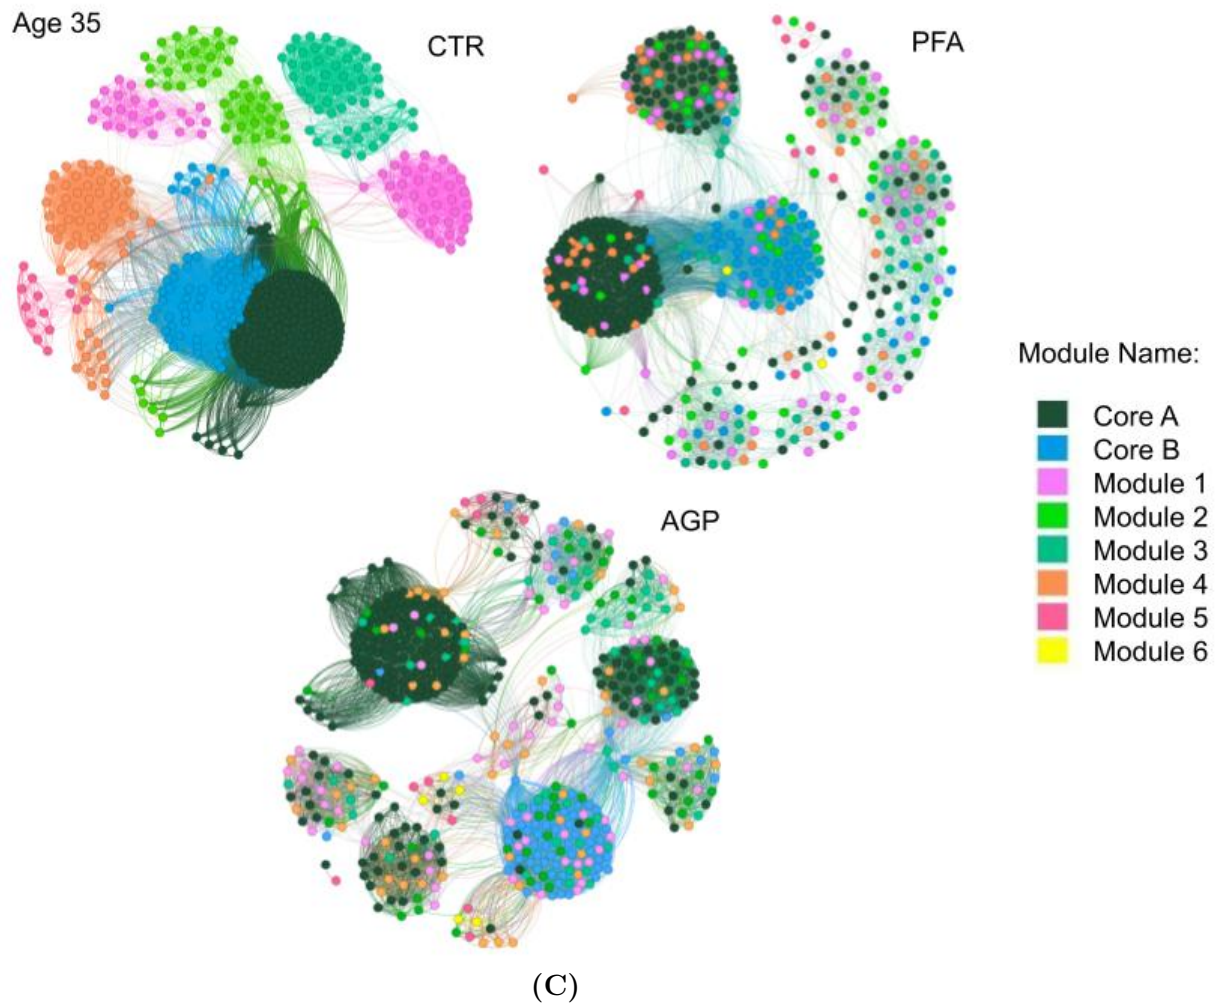 Age 35
CTR
PFA
AGP
Module Name:
Core A
Core B
Module 1
Module 2
Module 3
Module 4
Module 5
Module 6
(C)